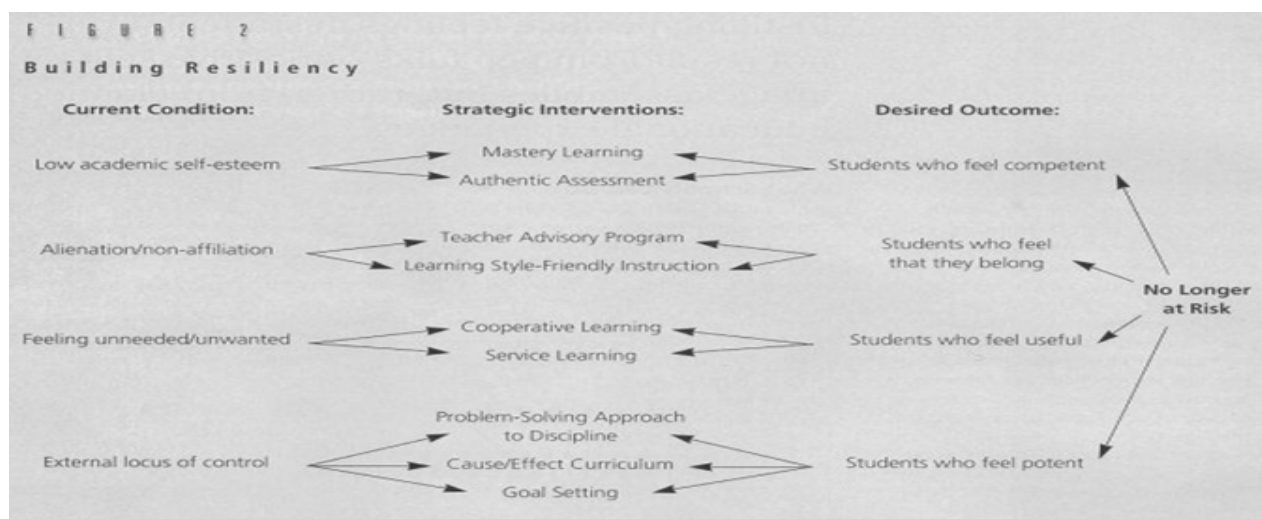 FIGURE 2
Building Resiliency
Current Condition:
Strategic Interventions:
Desired Outcome:
Low academic self-esteem
Mastery Learning
Authentic Assessment
Students who feel competent
Alienation/non-affiliation
Teacher Advisory Program
Learning Style-Friendly Instruction
Students who feel
that they belong
No Longer
at Risk
Feeling unneeded/unwanted
Cooperative Learning
Service Learning
Students who feel useful
External locus of control
Problem-Solving Approach
to Discipline
Cause/Effect Curriculum
Goal Setting
Students who feel potent